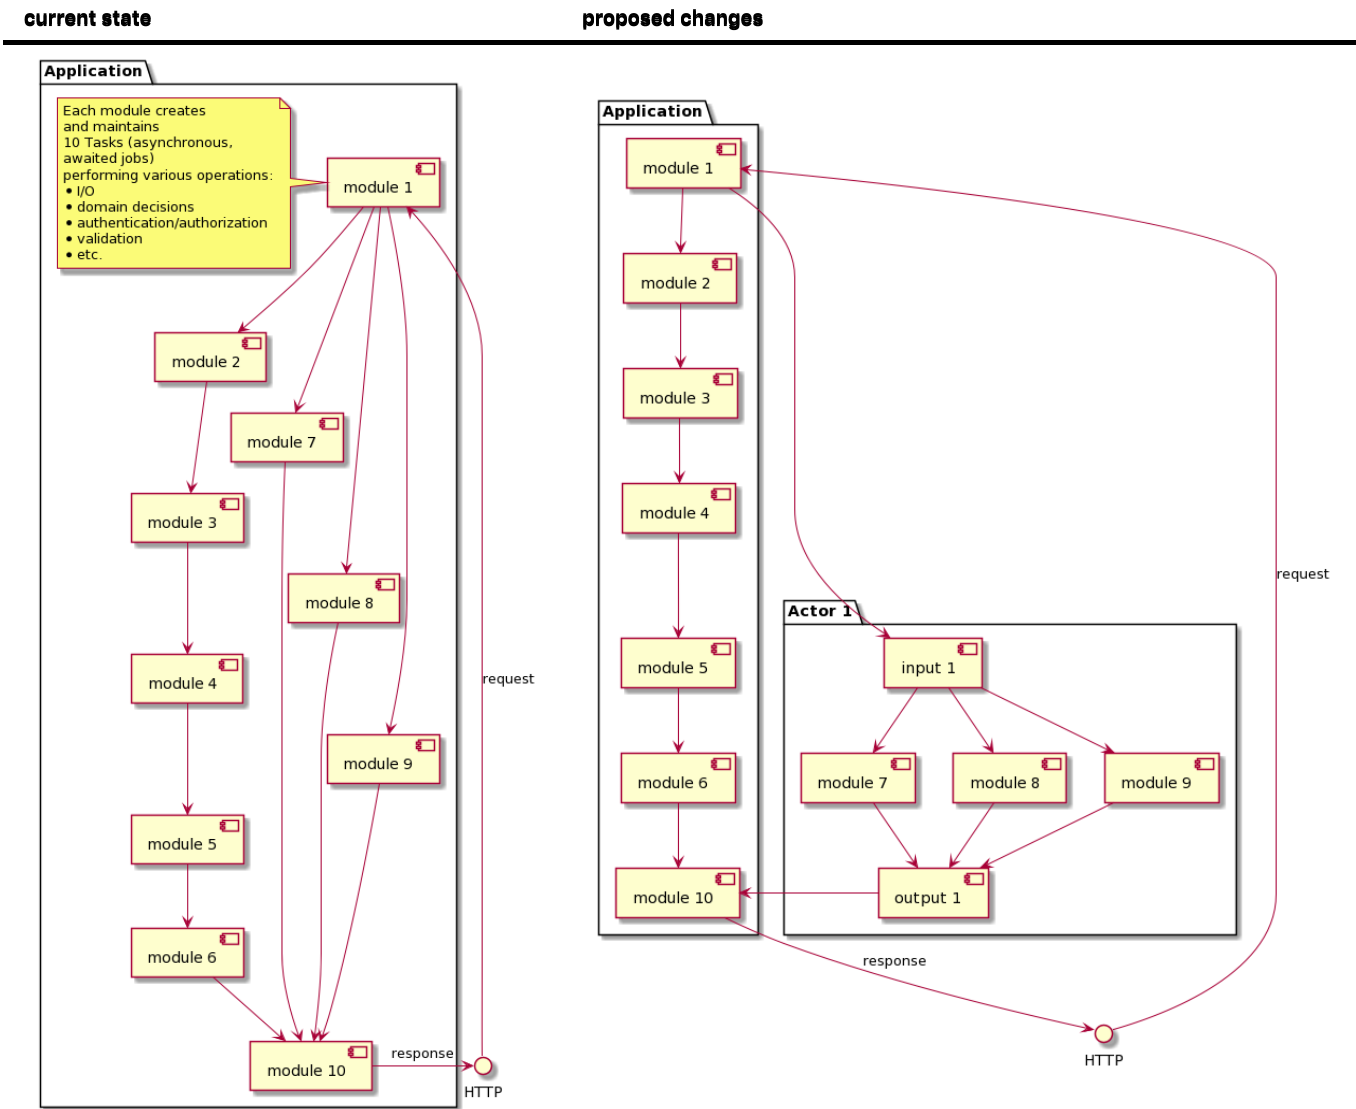 current state
proposed changes
Application
Each module creates
and maintains
10 Tasks (asynchronous,
awaited jobs)
performing various operations:
• I/O
• domain decisions
• authentication/authorization
• validation
• etc.
module 1
module 2
module 7
module 3
module 8
module 4
module 9
module 5
module 6
module 10
request
response
HTTP
Application
module 1
module 2
module 3
module 4
module 5
module 6
module 10
Actor 1
input 1
module 7
module 8
module 9
output 1
request
response
HTTP